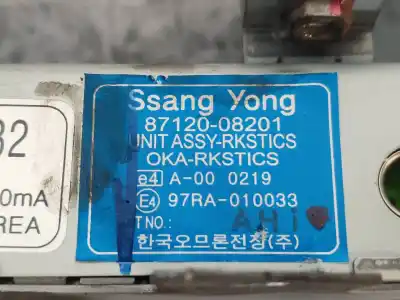 Ssang Yong
87120-08201
UNIT ASSY-RKSTICS
OKA-RKSTICS
e4 A-00 0219
E4 97RA-010033
T NO.:
한국오므론전장(주)
32
0mA
REA